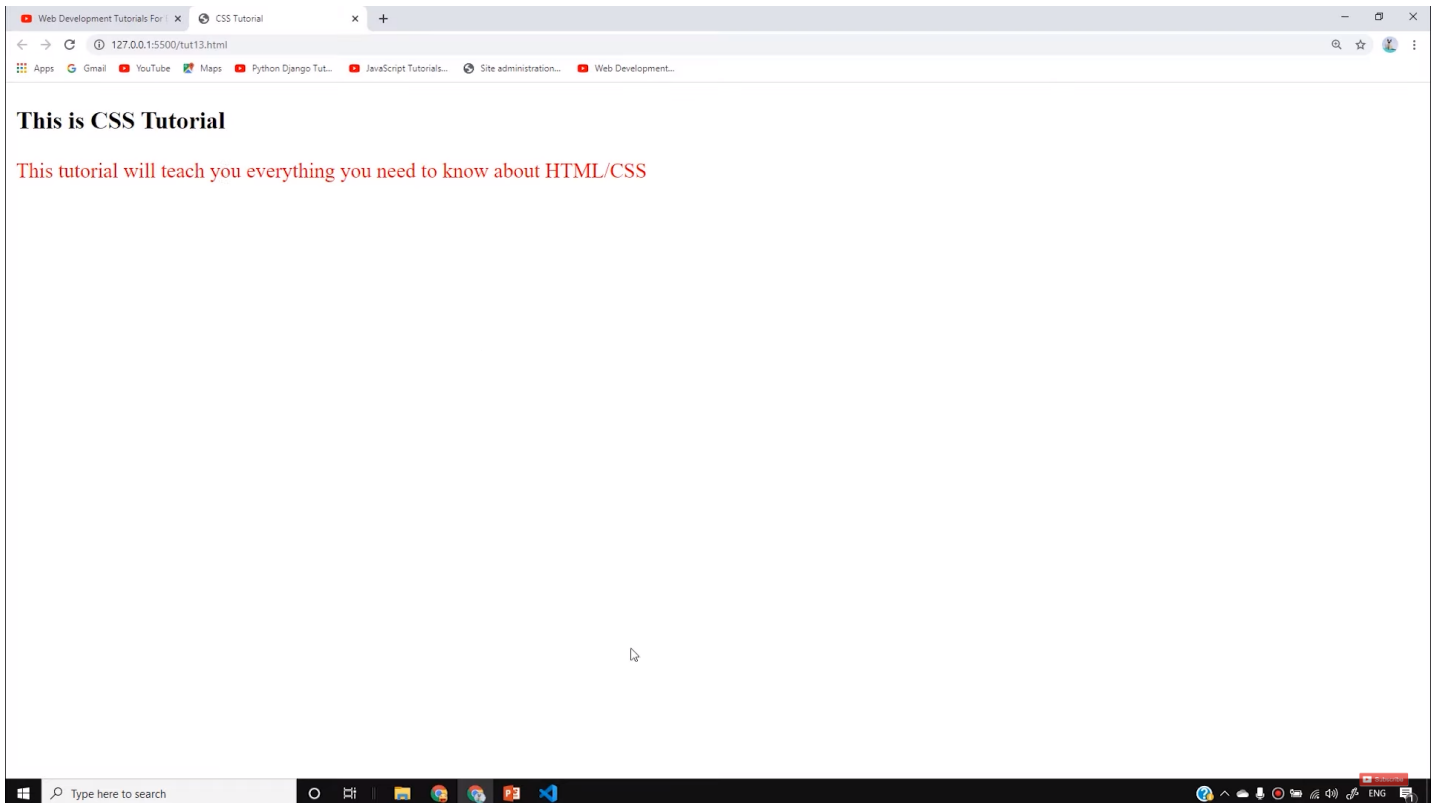 Web Development Tutorials For
CSS Tutorial
127.0.0.1:5500/tut13.html
Apps Gmail YouTube Maps Python Django Tut... JavaScript Tutorials... Site administration... Web Development...
This is CSS Tutorial
This tutorial will teach you everything you need to know about HTML/CSS
Subscribe
Type here to search
ENG